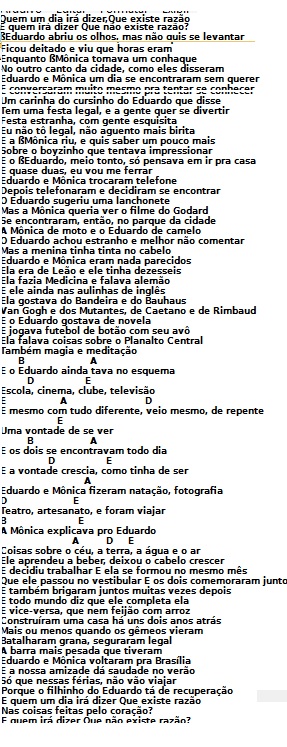 Quem um dia irá dizer,Que existe razão?
E quem irá dizer Que não existe razão?
BEduardo abriu os olhos, mas não quis se levantar
Ficou deitado e viu que horas eram
Enquanto ßMônica tomava um conhaque
No outro canto da cidade, como eles disseram
Eduardo e Mônica um dia se encontraram sem querer
E conversaram muito mesmo pra tentar se conhecer
Um carinha do cursinho do Eduardo que disse
Tem uma festa legal, e a gente quer se divertir
Festa estranha, com gente esquisita
Eu não tô legal, não aguento mais birita
E a ßMônica riu, e quis saber um pouco mais
Sobre o boyzinho que tentava impressionar
E o ßEduardo, meio tonto, só pensava em ir pra casa
E quase duas, eu vou me ferrar
Eduardo e Mônica trocaram telefone
Depois telefonaram e decidiram se encontrar
O Eduardo sugeriu uma lanchonete
Mas a Mônica queria ver o filme do Godard
Se encontraram, então, no parque da cidade
A Mônica de moto e o Eduardo de camelo
O Eduardo achou estranho e melhor não comentar
Mas a menina tinha tinta no cabelo
Eduardo e Mônica eram nada parecidos
Ela era de Leão e ele tinha dezesseis
Ela fazia Medicina e falava alemão
E ele ainda nas aulinhas de inglês
Ela gostava do Bandeira e do Bauhaus
Van Gogh e dos Mutantes, de Caetano e de Rimbaud
E o Eduardo gostava de novela
E jogava futebol de botão com seu avô
Ela falava coisas sobre o Planalto Central
Também magia e meditação
B A
E o Eduardo ainda tava no esquema
D E
Escola, cinema, clube, televisão
E A D
E mesmo com tudo diferente, veio mesmo, de repente
E
Uma vontade de se ver
B A
E os dois se encontravam todo dia
D E
E a vontade crescia, como tinha de ser
A
Eduardo e Mônica fizeram natação, fotografia
D E
Teatro, artesanato, e foram viajar
B E
A Mônica explicava pro Eduardo
A D E
Coisas sobre o céu, a terra, a água e o ar
Ele aprendeu a beber, deixou o cabelo crescer
E decidiu trabalhar E ela se formou no mesmo mês
Que ele passou no vestibular E os dois comemoraram junto
E também brigaram juntos muitas vezes depois
E todo mundo diz que ele completa ela
E vice-versa, que nem feijão com arroz
Construíram uma casa há uns dois anos atrás
Mais ou menos quando os gêmeos vieram
Batalharam grana, seguraram legal
A barra mais pesada que tiveram
Eduardo e Mônica voltaram pra Brasília
E a nossa amizade dá saudade no verão
Só que nessas férias, não vão viajar
Porque o filhinho do Eduardo tá de recuperação
E quem um dia irá dizer Que existe razão
Nas coisas feitas pelo coração?
E quem irá dizer Que não existe razão?